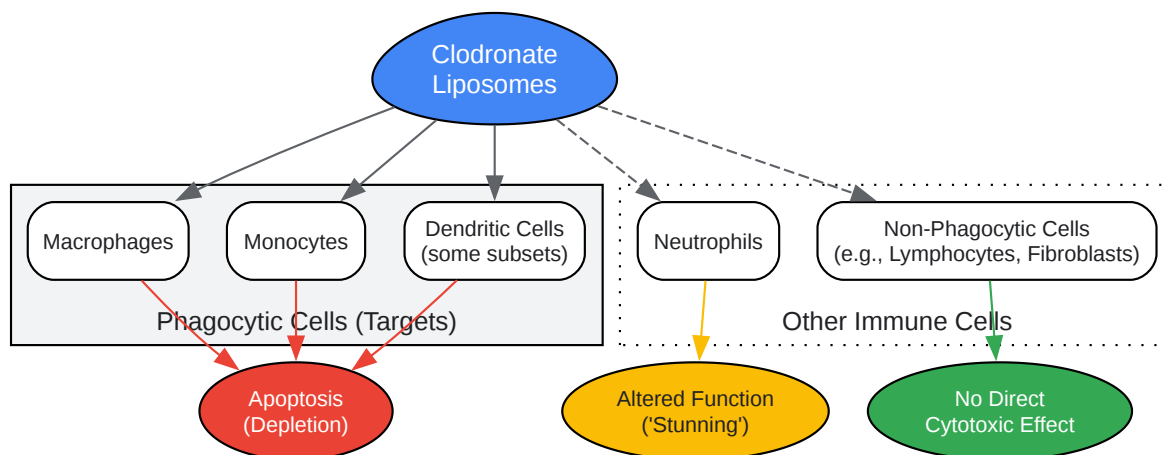 Clodronate
Liposomes
Macrophages
Monocytes
Dendritic Cells
(some subsets)
Neutrophils
Non-Phagocytic Cells
(e.g., Lymphocytes, Fibroblasts)
Phagocytic Cells (Targets)
Other Immune Cells
Apoptosis
(Depletion)
Altered Function
('Stunning')
No Direct
Cytotoxic Effect